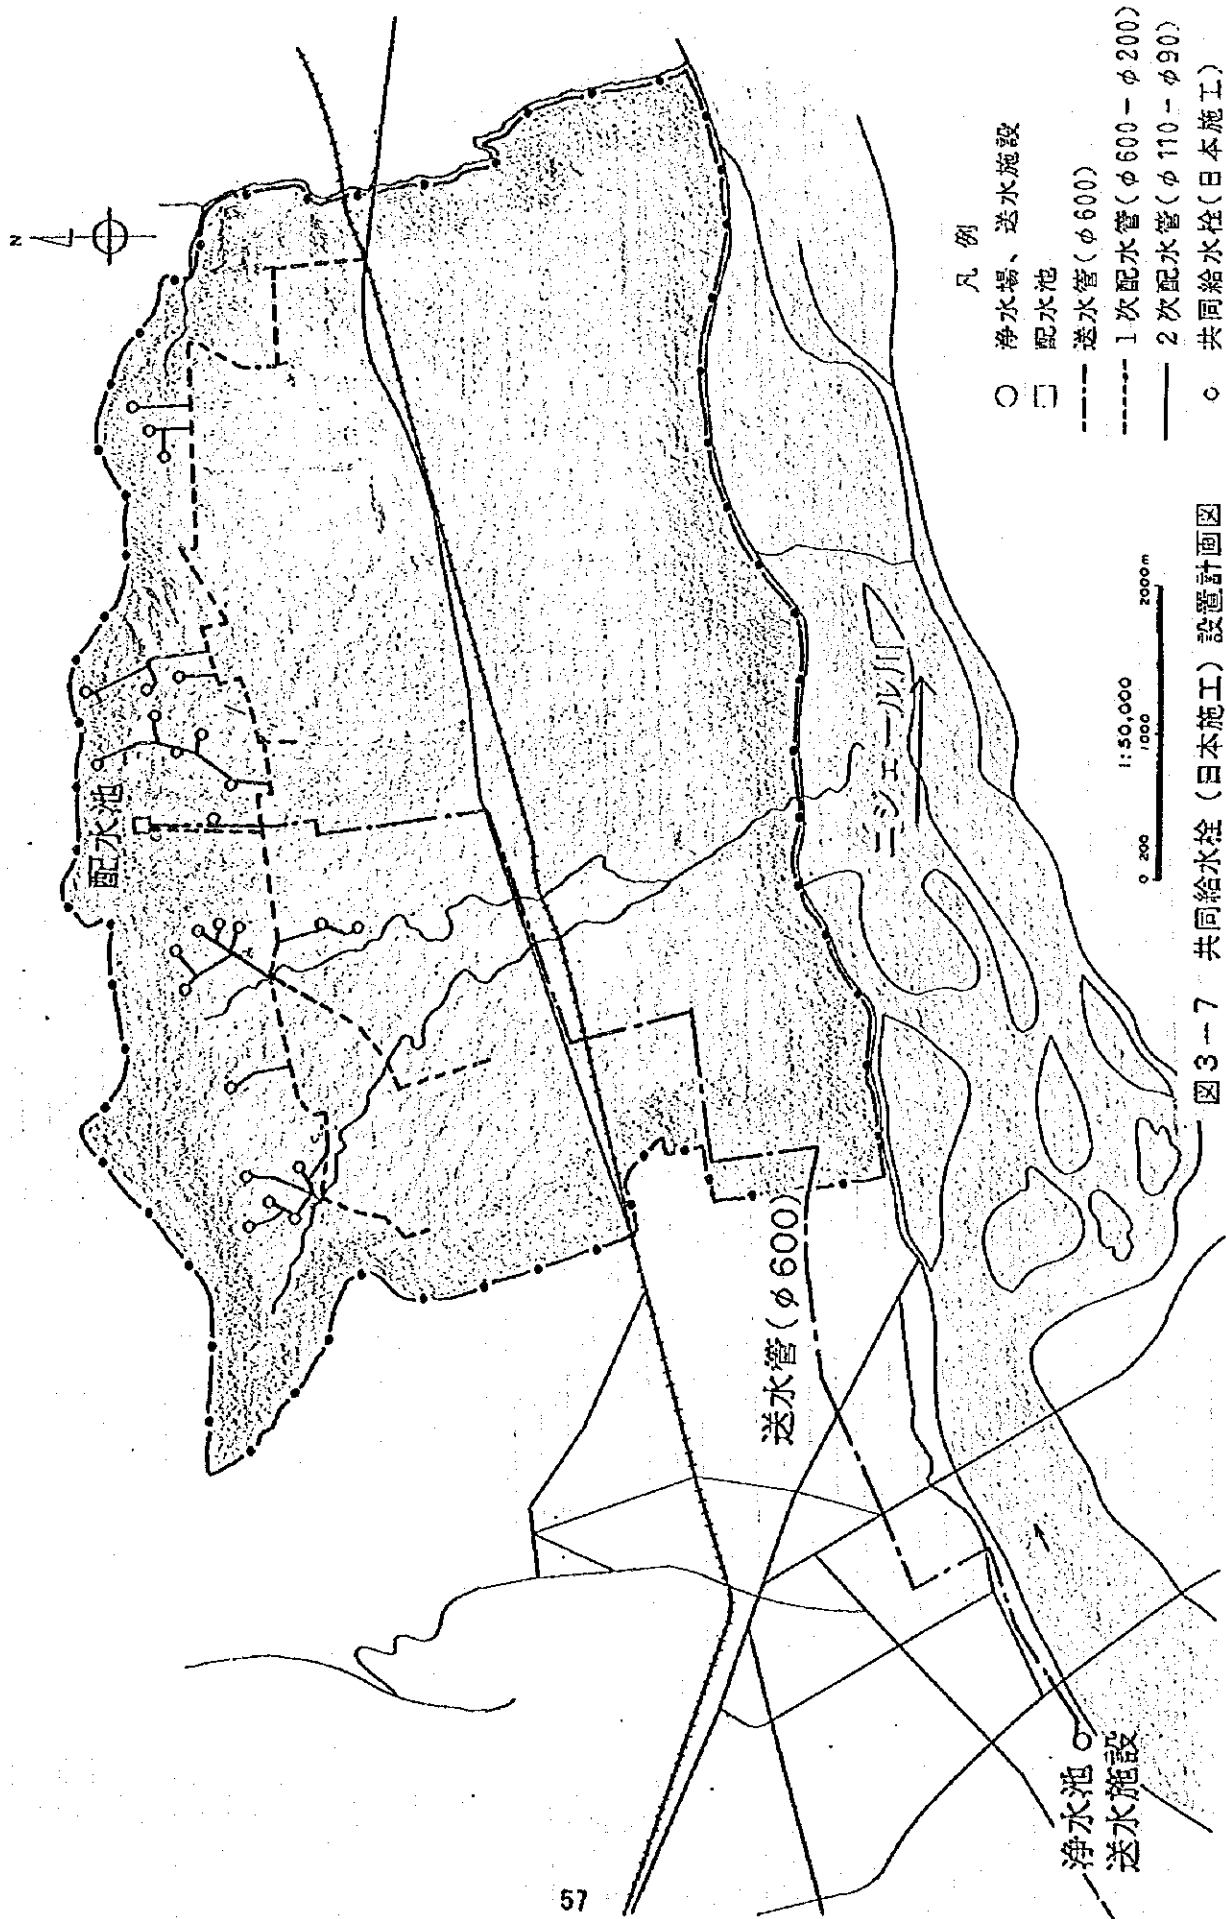 N
配水池
送水管(φ600)
ニジェール川
浄水池
送水施設
凡 例
浄水場、送水施設
配水池
送水管(φ600)
1次配水管(φ600-φ200)
2次配水管(φ110-φ90)
共同給水栓(日本施工)
1:50,000
0 200 1000 2000m
図3-7 共同給水栓(日本施工)設置計画図
57